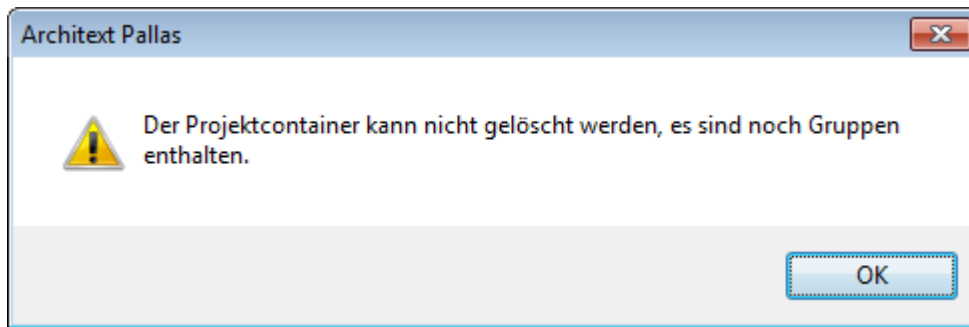 Architext Pallas
Der Projektcontainer kann nicht gelöscht werden, es sind noch Gruppen
enthalten.
OK